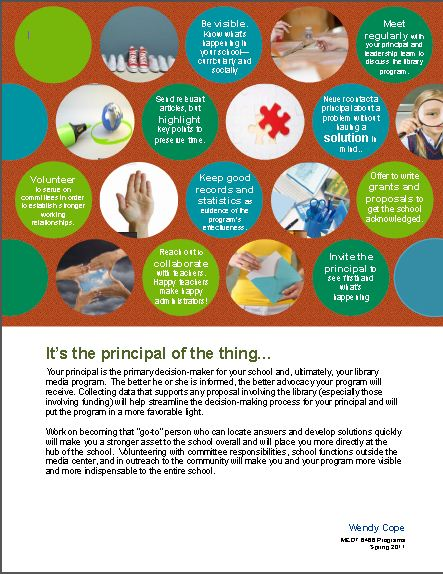 Be visible.
Know what's
happening in
your school—
curricularly and
socially
Meet
regularly with
your principal and
leadership team to
discuss the library
program.
Send relevant
articles, but
highlight
key points to
preserve time.
Never contact a
principal about a
problem without
having a
solution in
mind...
Volunteer
to serve on
committees in order
to establish stronger
working
relationships.
Keep good
records and
statistics as
evidence of the
program's
effectiveness.
Offer to write
grants and
proposals to
get the school
acknowledged.
Reach out to
collaborate
with teachers.
Happy teachers
make happy
administrators!
Invite the
principal to
see firsthand
what's
happening
It's the principal of the thing...
Your principal is the primary decision-maker for your school and, ultimately, your library
media program. The better he or she is informed, the better advocacy your program will
receive. Collecting data that supports any proposal involving the library (especially those
involving funding) will help streamline the decision-making process for your principal and will
put the program in a more favorable light.
Work on becoming that "go-to" person who can locate answers and develop solutions quickly
will make you a stronger asset to the school overall and will place you more directly at the
hub of the school. Volunteering with committee responsibilities, school functions outside the
media center, and in outreach to the community will make you and your program more visible
and more indispensable to the entire school.
Wendy Cope
MEDT 6466 Programs
Spring 2011